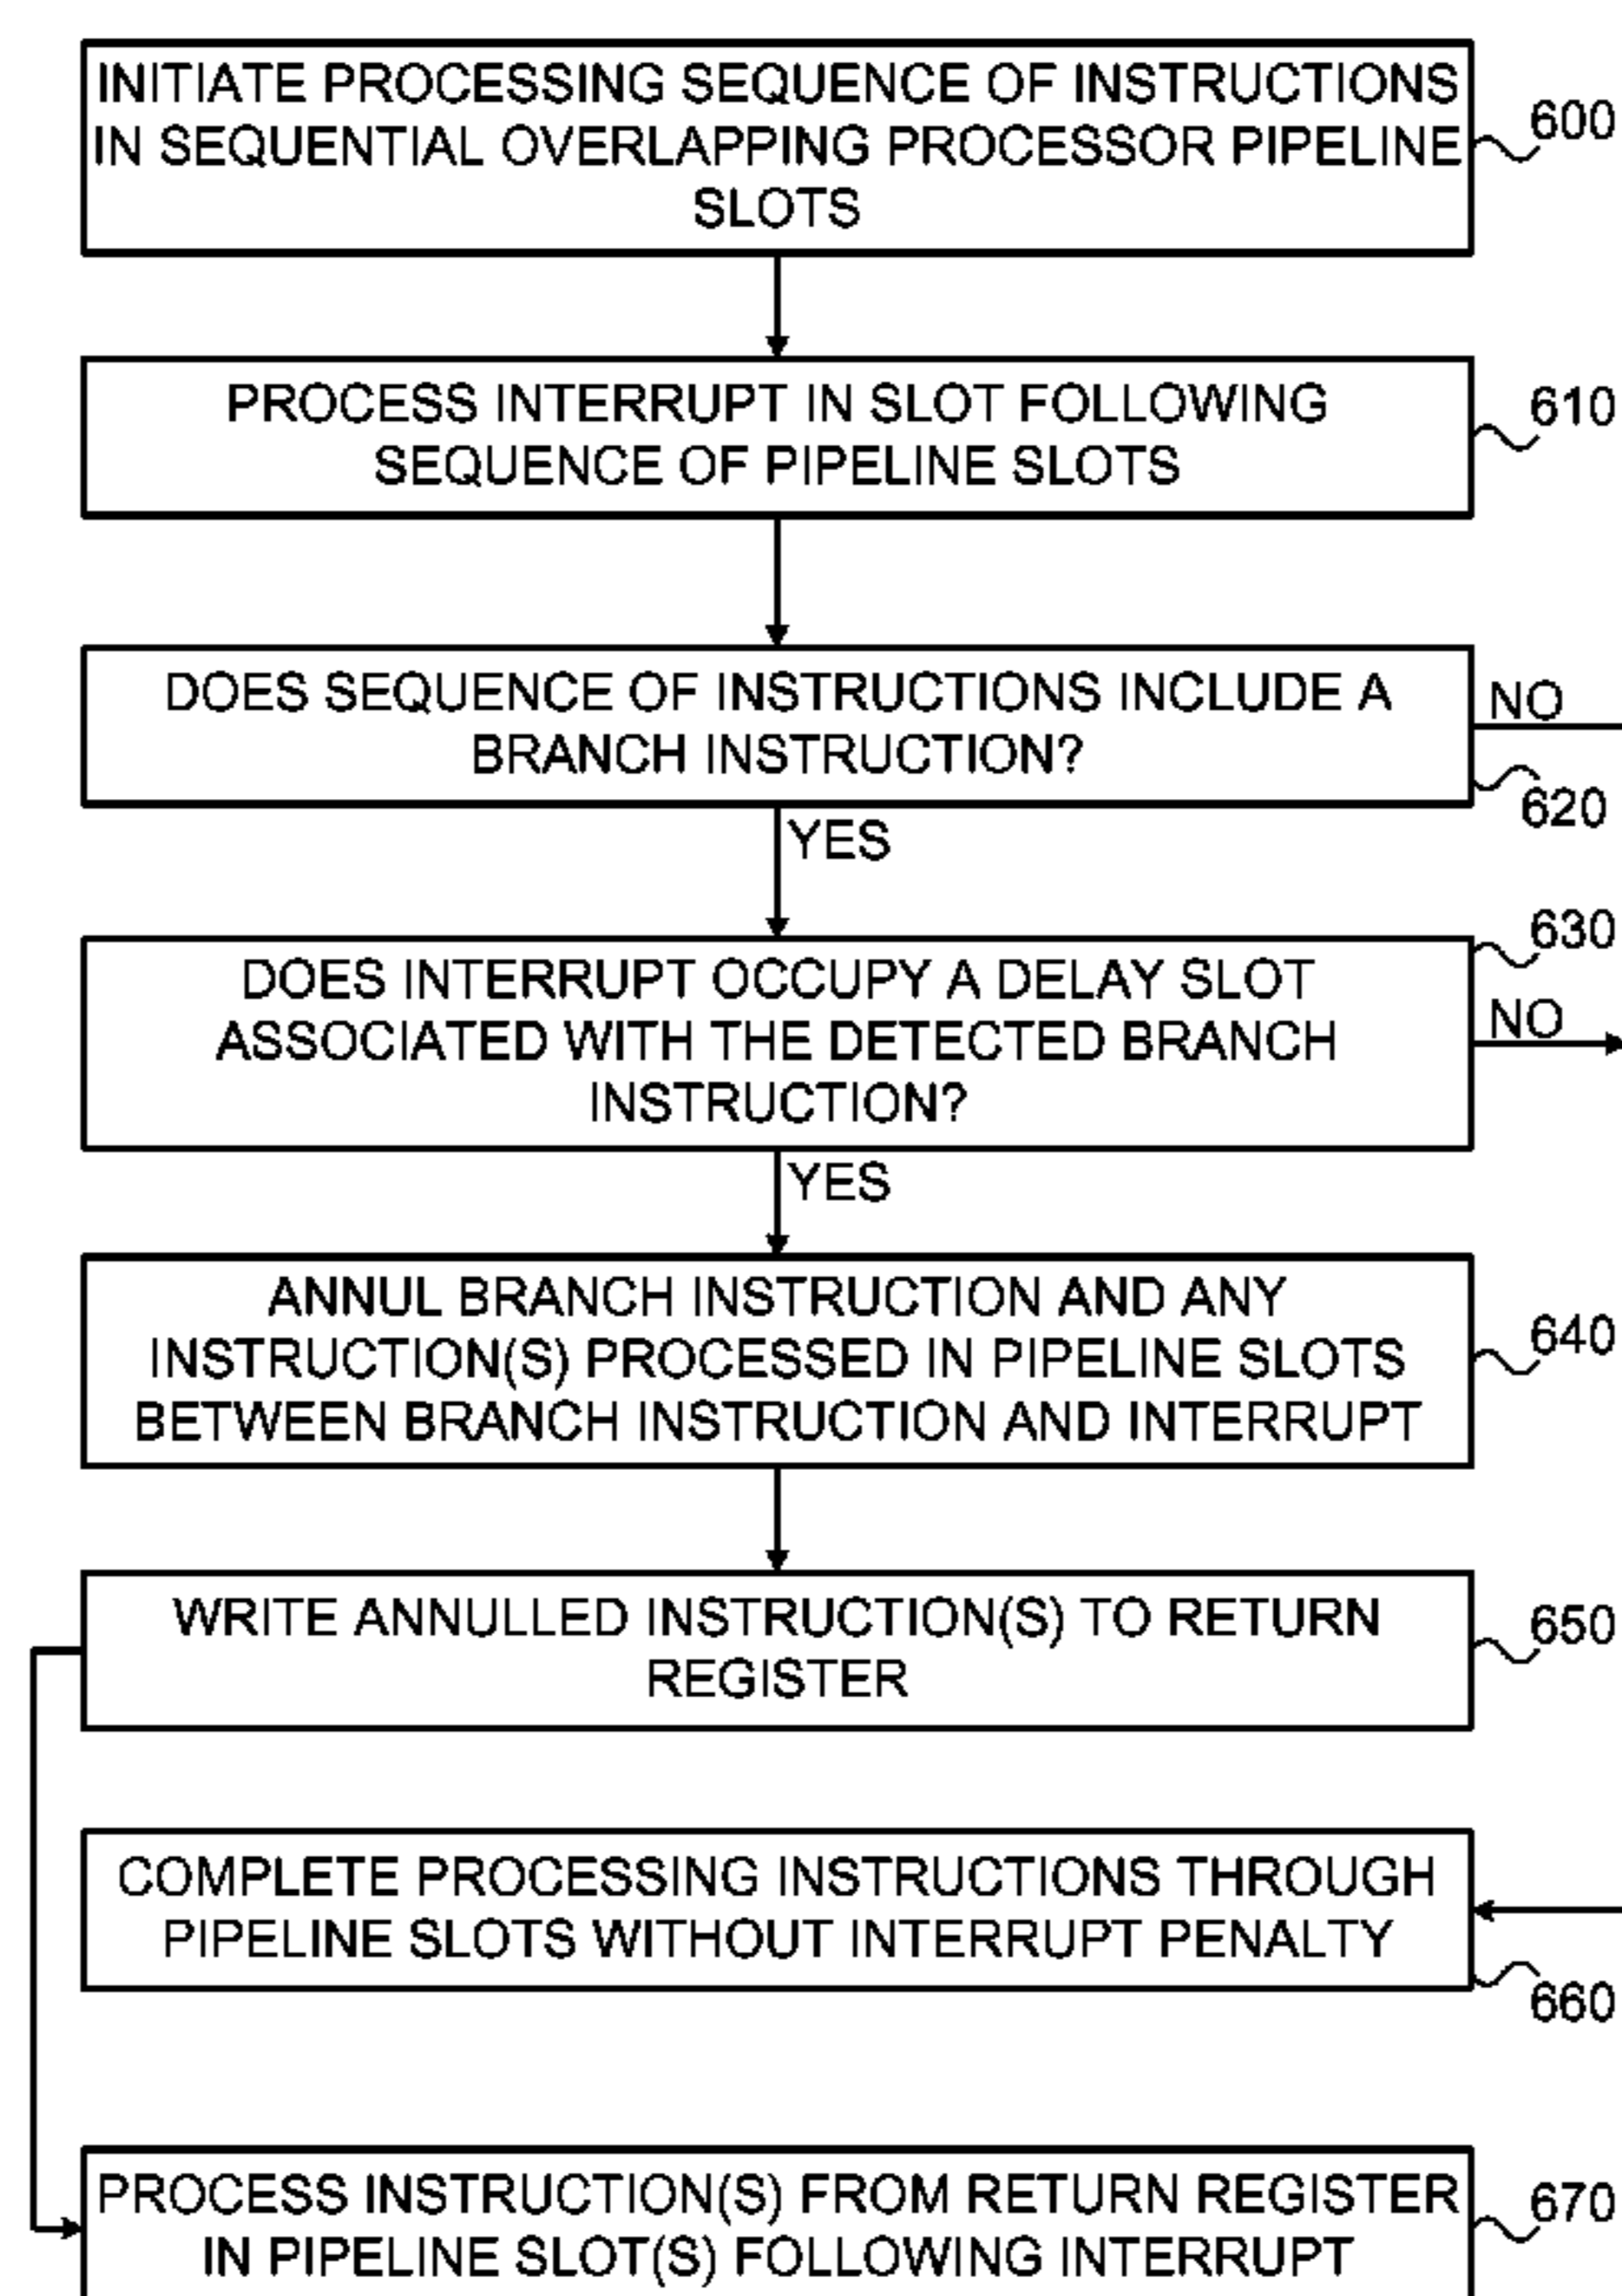 INITIATE PROCESSING SEQUENCE OF INSTRUCTIONS
IN SEQUENTIAL OVERLAPPING PROCESSOR PIPELINE
SLOTS
600
PROCESS INTERRUPT IN SLOT FOLLOWING
SEQUENCE OF PIPELINE SLOTS
610
DOES SEQUENCE OF INSTRUCTIONS INCLUDE A
BRANCH INSTRUCTION?
NO
620
YES
630
DOES INTERRUPT OCCUPY A DELAY SLOT
ASSOCIATED WITH THE DETECTED BRANCH
INSTRUCTION?
NO
YES
ANNUL BRANCH INSTRUCTION AND ANY
INSTRUCTION(S) PROCESSED IN PIPELINE SLOTS
BETWEEN BRANCH INSTRUCTION AND INTERRUPT
640
WRITE ANNULLED INSTRUCTION(S) TO RETURN
REGISTER
650
COMPLETE PROCESSING INSTRUCTIONS THROUGH
PIPELINE SLOTS WITHOUT INTERRUPT PENALTY
660
PROCESS INSTRUCTION(S) FROM RETURN REGISTER
IN PIPELINE SLOT(S) FOLLOWING INTERRUPT
670